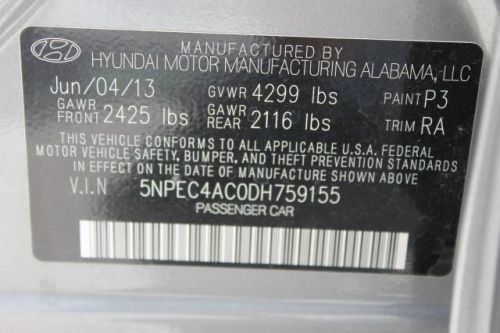 MANUFACTURED BY
HYUNDAI MOTOR MANUFACTURING ALABAMA, LLC
Jun/04/13 GVWR 4299 lbs PAINT P3
GAWR FRONT 2425 lbs GAWR REAR 2116 lbs TRIM RA
THIS VEHICLE CONFORMS TO ALL APPLICABLE U.S.A. FEDERAL
MOTOR VEHICLE SAFETY, BUMPER, AND THEFT PREVENTION STANDARDS
IN EFFECT ON THE DATE OF MANUFACTURE SHOWN ABOVE.
V.I.N 5NPEC4AC0DH759155
PASSENGER CAR